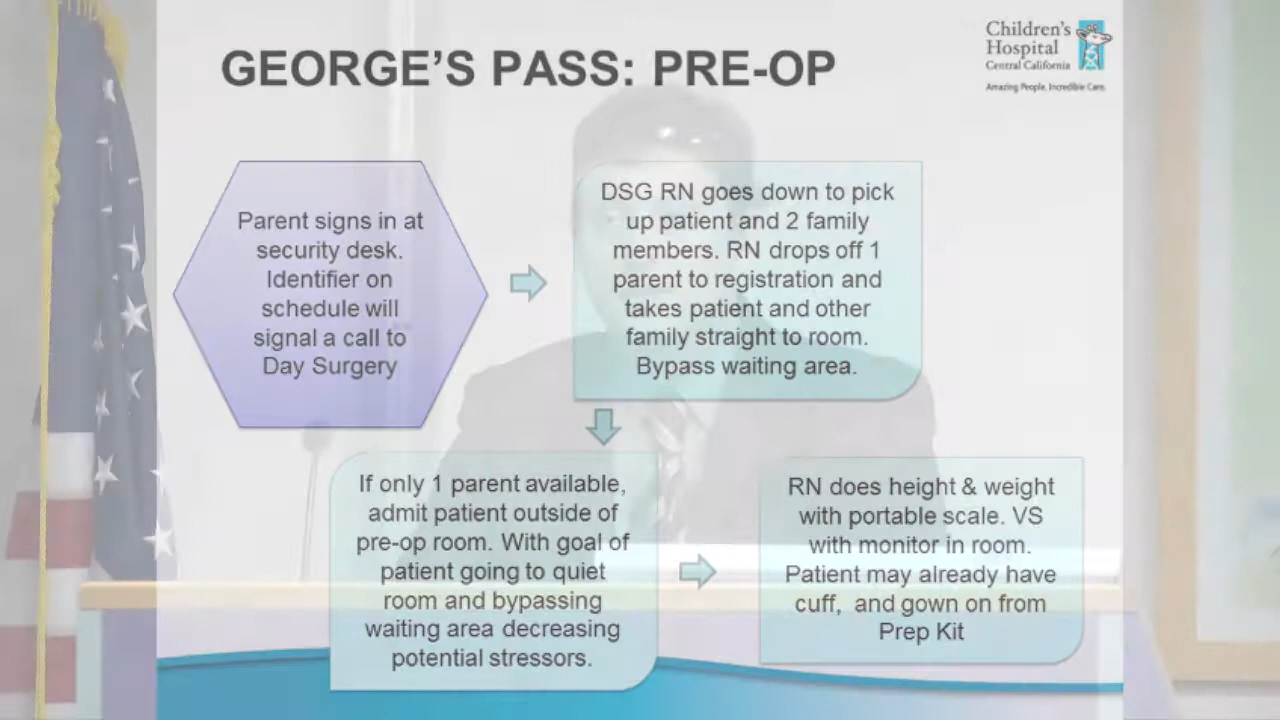 GEORGE'S PASS: PRE-OP
Children's
Hospital
Central California
Amazing People. Incredible Care.
Parent signs in at
security desk.
Identifier on
schedule will
signal a call to
Day Surgery
DSG RN goes down to pick
up patient and 2 family
members. RN drops off 1
parent to registration and
takes patient and other
family straight to room.
Bypass waiting area.
If only 1 parent available,
admit patient outside of
pre-op room. With goal of
patient going to quiet
room and bypassing
waiting area decreasing
potential stressors.
RN does height & weight
with portable scale. VS
with monitor in room.
Patient may already have
cuff,  and gown on from
Prep Kit